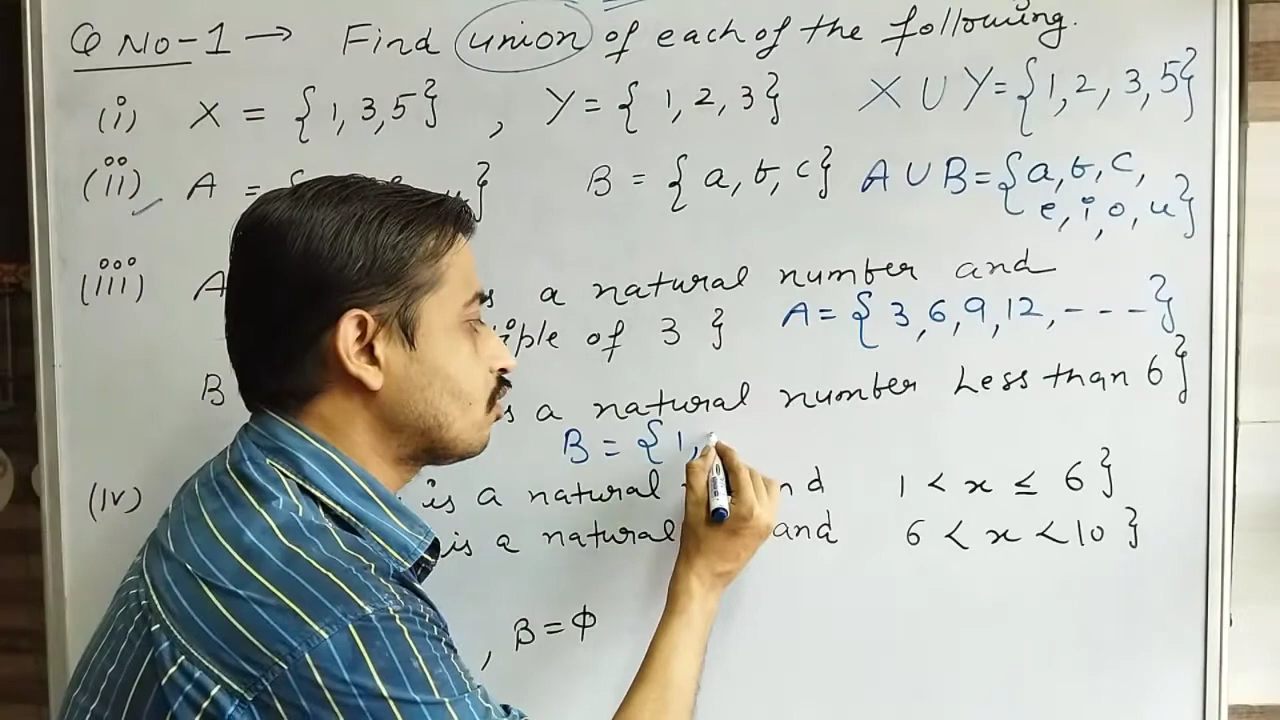 Q No-1 → Find union of each of the following.
(i) X = {1,3,5} , Y = {1,2,3} X ∪ Y = {1,2,3,5}
(ii) A = { } B = {a,b,c} A ∪ B = {a,b,c,
e,i,o,u}
(iii) A a natural number and
of 3 } A = {3,6,9,12,----}
B a natural number Less than 6}
B = {1,
(iv) is a natural 1 < x ≤ 6}
is a natural and 6 < x < 10}
, B = ϕ